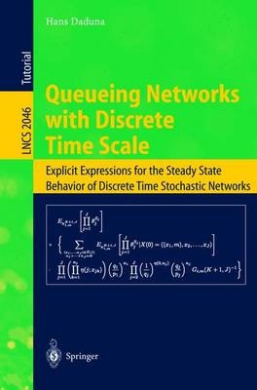 Hans Daduna
LNCS 2046
Tutorial
Queueing Networks
with Discrete
Time Scale
Explicit Expressions for the Steady State
Behavior of Discrete Time Stochastic Networks
Springer